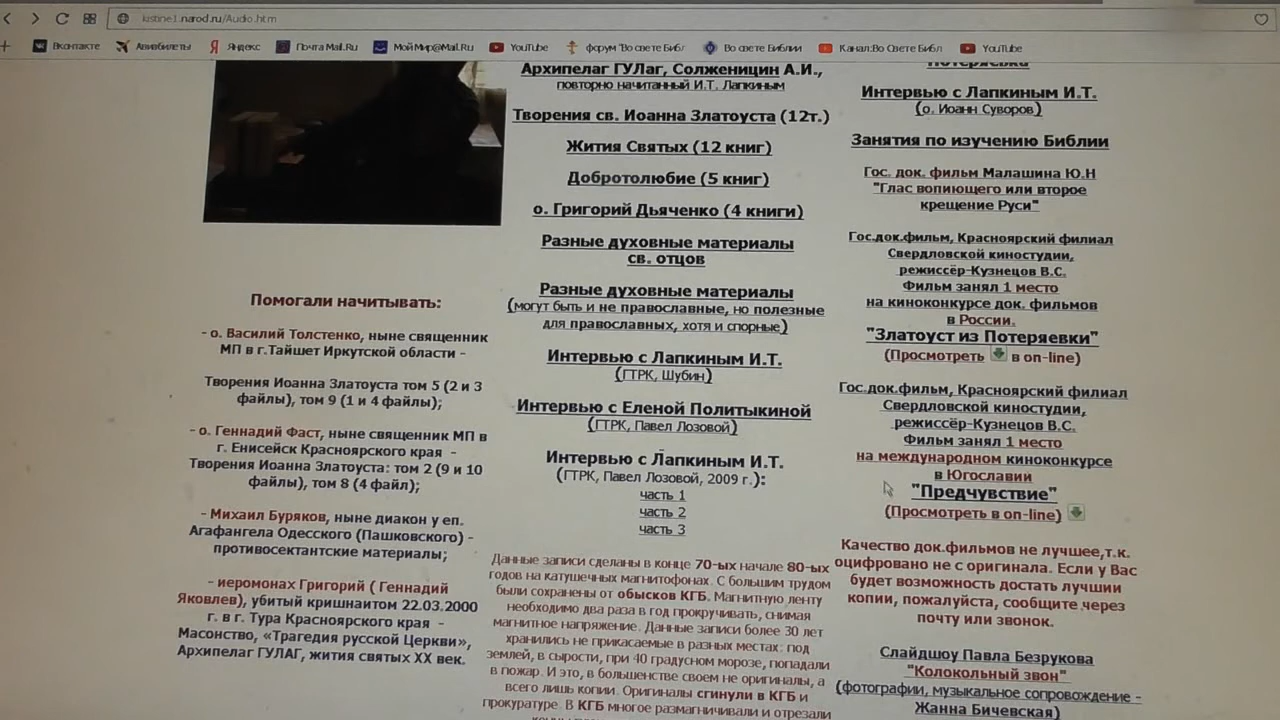 kistine1.narod.ru/Audio.htm
Вконтакте Авиабилеты Яндекс Почта Mail.Ru МойМир@Mail.Ru YouTube форум "Во свете Библ Во свете Библии Канал:Во Свете Библ YouTube
Помогали начитывать:
- о. Василий Толстенко, ныне священник
МП в г.Тайшет Иркутской области -
Творения Иоанна Златоуста том 5 (2 и 3
файлы), том 9 (1 и 4 файлы);
- о. Геннадий Фаст, ныне священник МП в
г. Енисейск Красноярского края -
Творения Иоанна Златоуста: том 2 (9 и 10
файлы), том 8 (4 файл);
- Михаил Буряков, ныне диакон у еп.
Агафангела Одесского (Пашковского) -
противосектантские материалы;
- иеромонах Григорий ( Геннадий
Яковлев), убитый кришнаитом 22.03.2000
г. в г. Тура Красноярского края -
Масонство, «Трагедия русской Церкви»,
Архипелаг ГУЛАГ, жития святых XX век.
Архипелаг ГУЛаг, Солженицин А.И.,
повторно начитанный И.Т. Лапкиным
Творения св. Иоанна Златоуста (12т.)
Жития Святых (12 книг)
Добротолюбие (5 книг)
о. Григорий Дьяченко (4 книги)
Разные духовные материалы
св. отцов
Разные духовные материалы
(могут быть и не православные, но полезные
для православных, хотя и спорные)
Интервью с Лапкиным И.Т.
(ГТРК, Шубин)
Интервью с Еленой Политыкиной
(ГТРК, Павел Лозовой)
Интервью с Лапкиным И.Т.
(ГТРК, Павел Лозовой, 2009 г.):
часть 1
часть 2
часть 3
Данные записи сделаны в конце 70-ых начале 80-ых
годов на катушечных магнитофонах. С большим трудом
были сохранены от обысков КГБ. Магнитную ленту
необходимо два раза в год прокручивать, снимая
магнитное напряжение. Данные записи более 30 лет
хранились не прикасаемые в разных местах: под
землей, в сырости, при 40 градусном морозе, попадали
в пожар. И это, в большенстве своем не оригиналы, а
всего лишь копии. Оригиналы сгинули в КГБ и
прокуратуре. В КГБ многое размагничивали и отрезали
Потеряевка
Интервью с Лапкиным И.Т.
(о. Иоанн Суворов)
Занятия по изучению Библии
Гос. док. фильм Малашина Ю.Н
"Глас вопиющего или второе
крещение Руси"
Гос.док.фильм, Красноярский филиал
Свердловской киностудии,
режиссёр-Кузнецов В.С.
Фильм занял 1 место
на киноконкурсе док. фильмов
в России.
"Златоуст из Потеряевки"
(Просмотреть в on-line)
Гос.док.фильм, Красноярский филиал
Свердловской киностудии,
режиссёр-Кузнецов В.С.
Фильм занял 1 место
на международном киноконкурсе
в Югославии
"Предчувствие"
(Просмотреть в on-line)
Качество док.фильмов не лучшее,т.к.
оцифровано не с оригинала. Если у Вас
будет возможность достать лучшии
копии, пожалуйста, сообщите через
почту или звонок.
Слайдшоу Павла Безрукова
"Колокольный звон"
(фотографии, музыкальное сопровождение -
Жанна Бичевская)